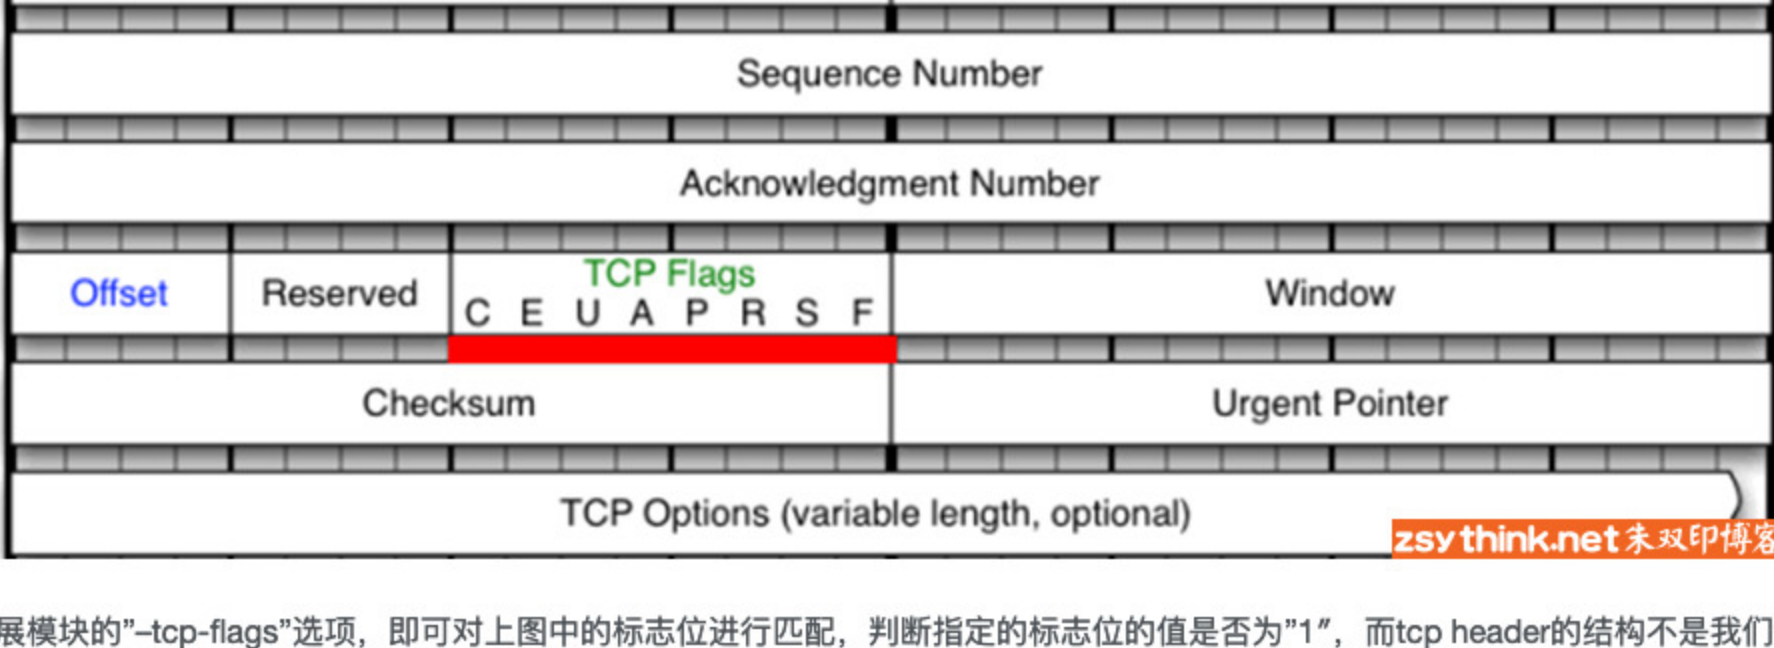 Sequence Number
Acknowledgment Number
Offset
Reserved
TCP Flags
C E U A P R S F
Window
Checksum
Urgent Pointer
TCP Options (variable length, optional)
zsythink.net朱双印博客
展模块的”–tcp-flags”选项，即可对上图中的标志位进行匹配，判断指定的标志位的值是否为”1″，而tcp header的结构不是我们